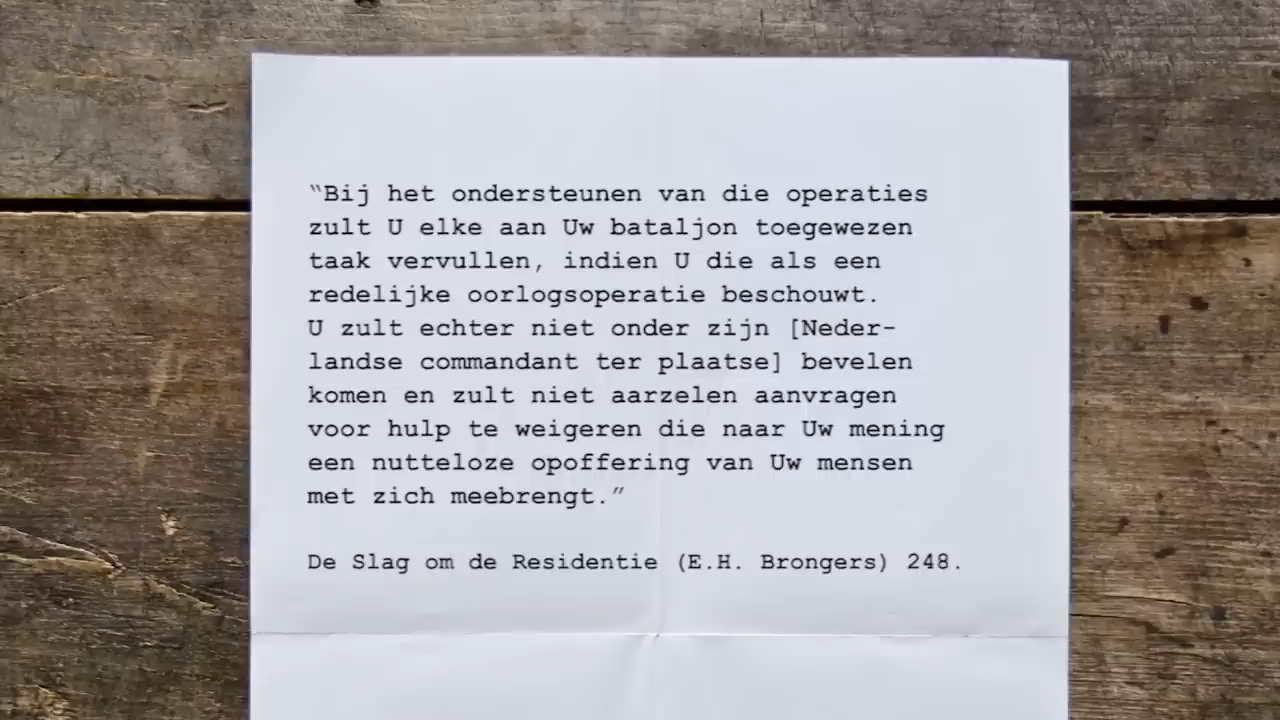 “Bij het ondersteunen van die operaties
zult U elke aan Uw bataljon toegewezen
taak vervullen, indien U die als een
redelijke oorlogsoperatie beschouwt.
U zult echter niet onder zijn [Neder-
landse commandant ter plaatse] bevelen
komen en zult niet aarzelen aanvragen
voor hulp te weigeren die naar Uw mening
een nutteloze opoffering van Uw mensen
met zich meebrengt.”
De Slag om de Residentie (E.H. Brongers) 248.